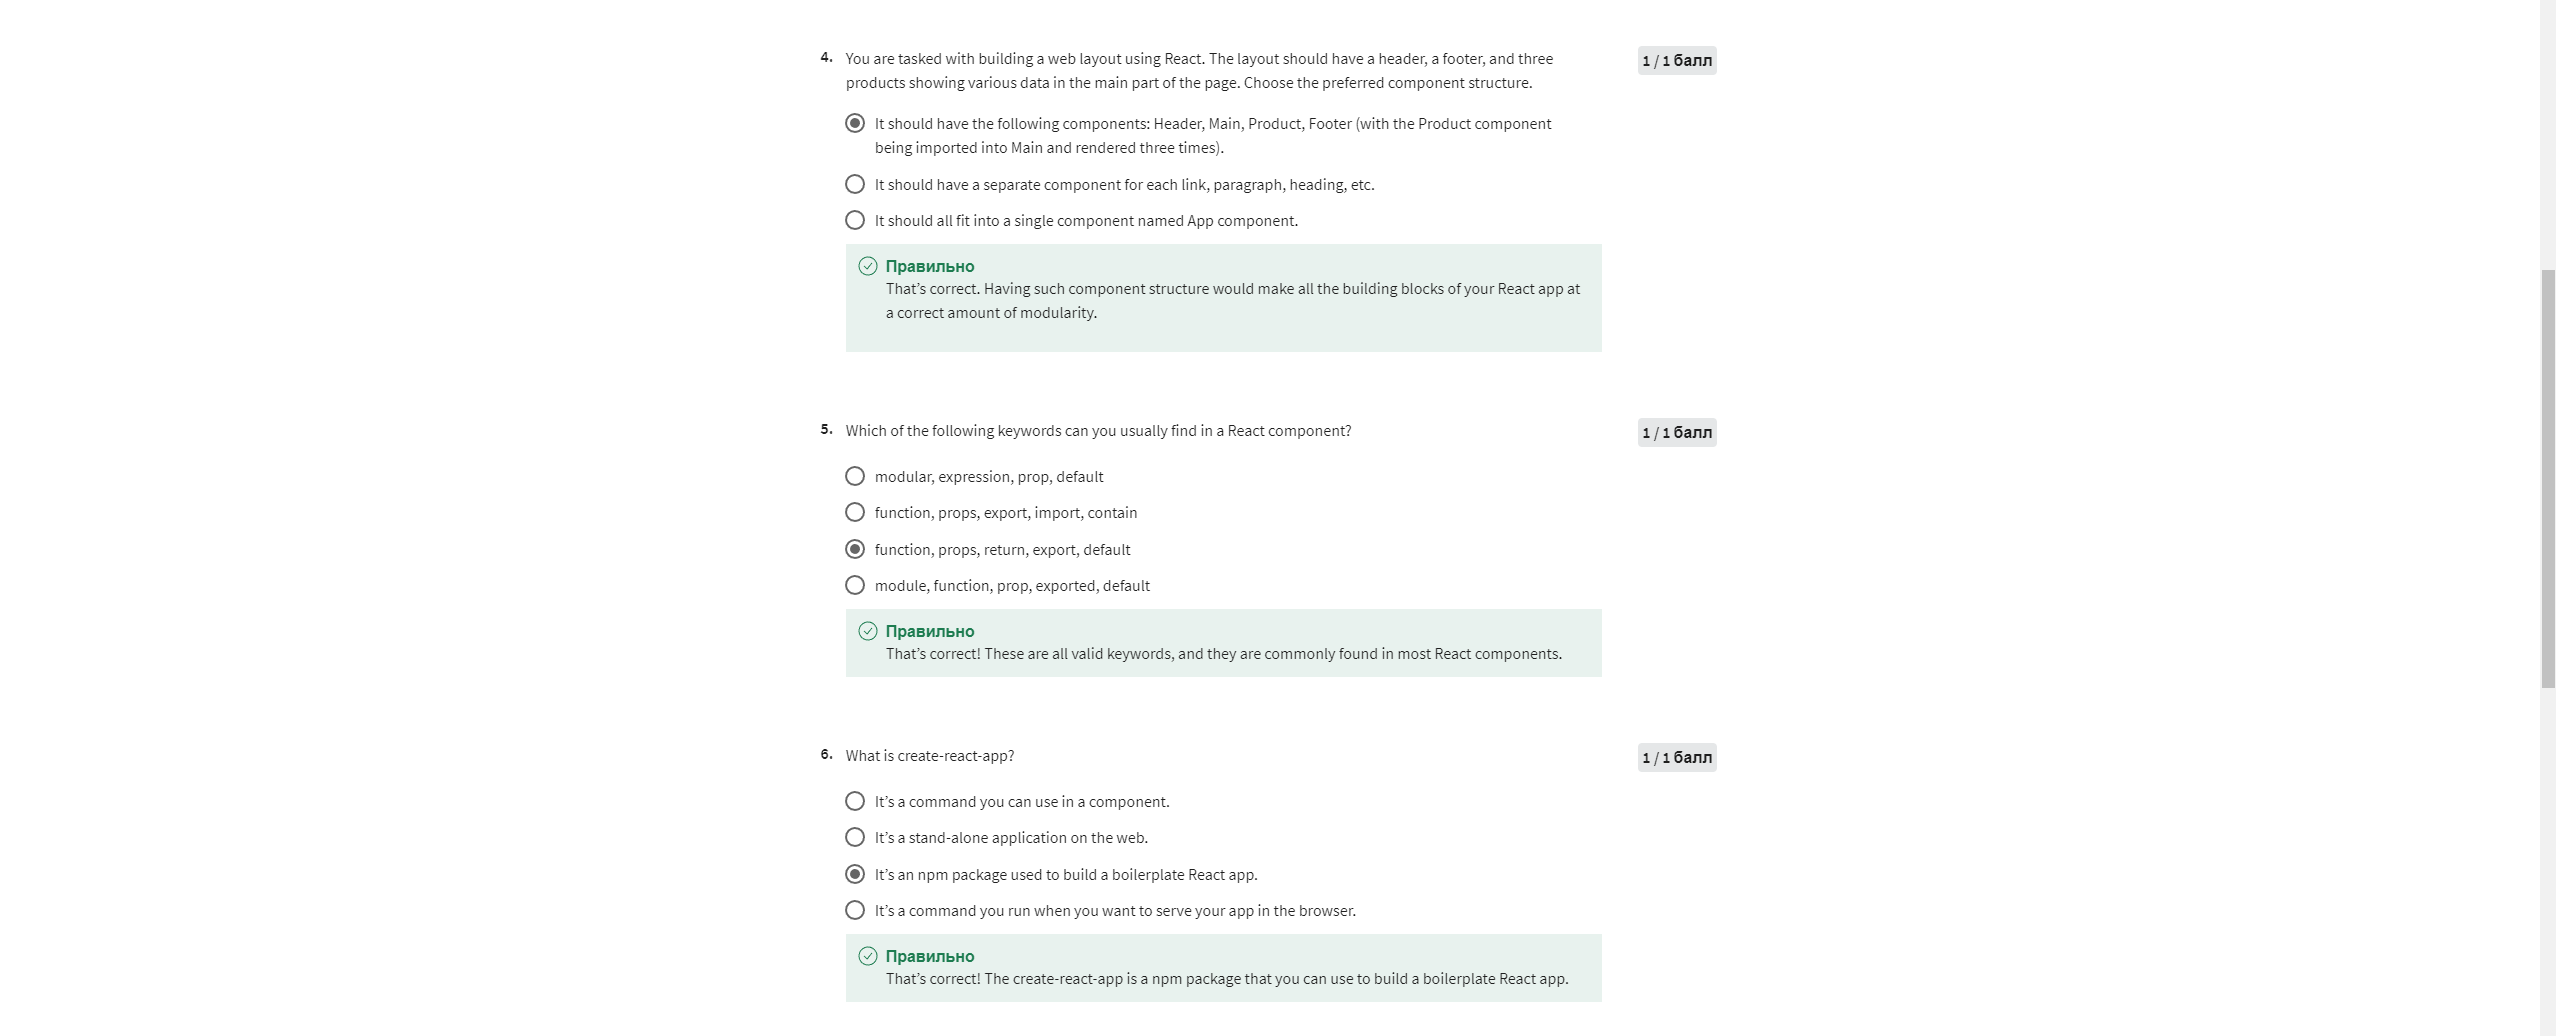 4. You are tasked with building a web layout using React. The layout should have a header, a footer, and three
products showing various data in the main part of the page. Choose the preferred component structure.
1 / 1 балл
It should have the following components: Header, Main, Product, Footer (with the Product component
being imported into Main and rendered three times).
It should have a separate component for each link, paragraph, heading, etc.
It should all fit into a single component named App component.
Правильно
That’s correct. Having such component structure would make all the building blocks of your React app at
a correct amount of modularity.
5. Which of the following keywords can you usually find in a React component?
1 / 1 балл
modular, expression, prop, default
function, props, export, import, contain
function, props, return, export, default
module, function, prop, exported, default
Правильно
That’s correct! These are all valid keywords, and they are commonly found in most React components.
6. What is create-react-app?
1 / 1 балл
It’s a command you can use in a component.
It’s a stand-alone application on the web.
It’s an npm package used to build a boilerplate React app.
It’s a command you run when you want to serve your app in the browser.
Правильно
That’s correct! The create-react-app is a npm package that you can use to build a boilerplate React app.